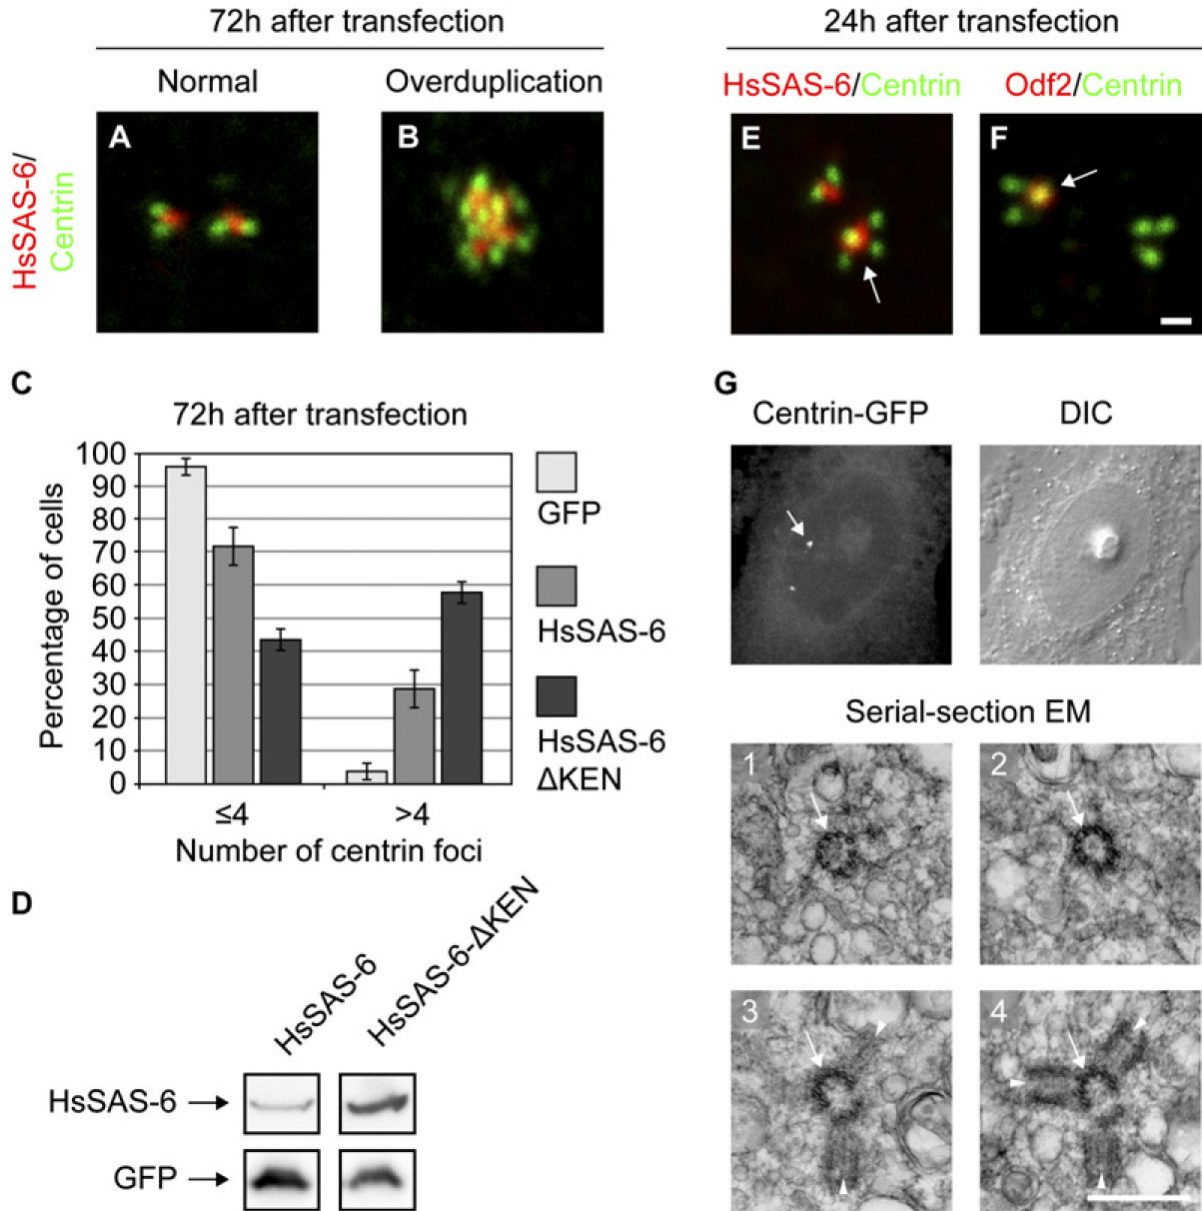 72h after transfection
Normal
Overduplication
A
B
HsSAS-6/
Centrin
24h after transfection
HsSAS-6/Centrin
Odf2/Centrin
E
F
C
72h after transfection
Percentage of cells
100
90
80
70
60
50
40
30
20
10
0
≤4
>4
Number of centrin foci
GFP
HsSAS-6
HsSAS-6
ΔKEN
D
HsSAS-6
HsSAS-6-ΔKEN
HsSAS-6
GFP
G
Centrin-GFP
DIC
Serial-section EM
1
2
3
4